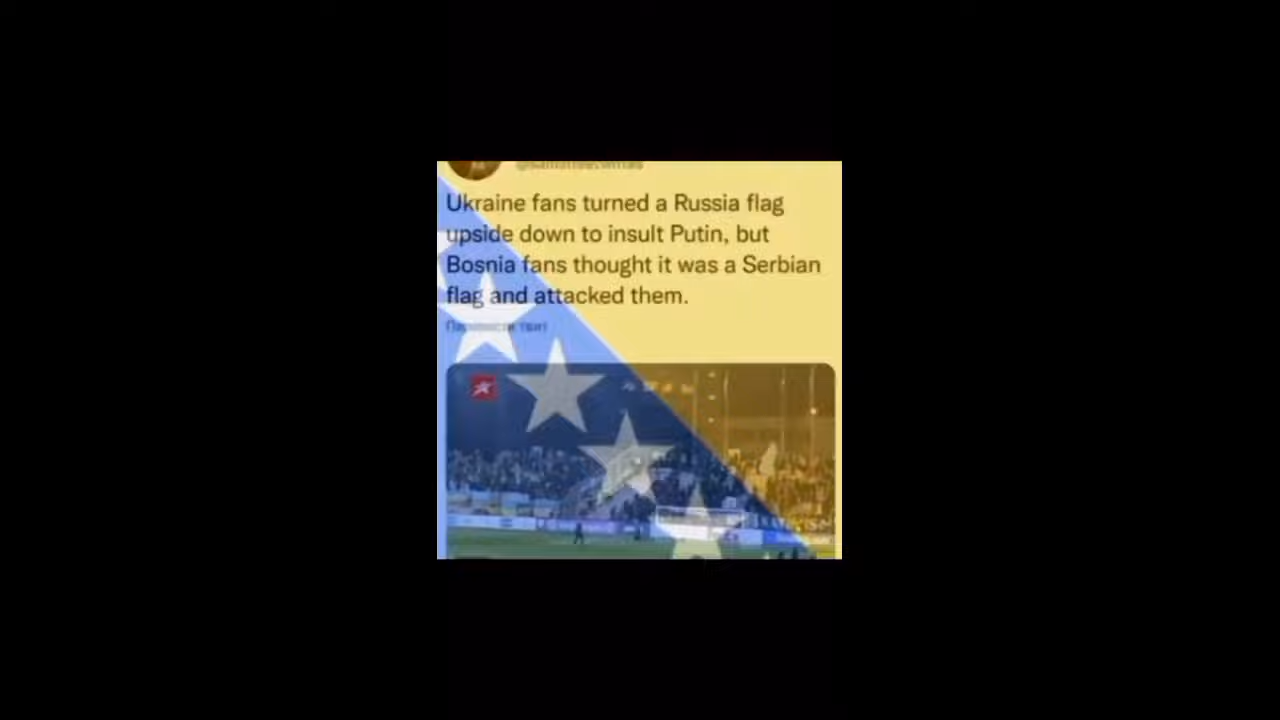 Ukraine fans turned a Russia flag
upside down to insult Putin, but
Bosnia fans thought it was a Serbian
flag and attacked them.
твит